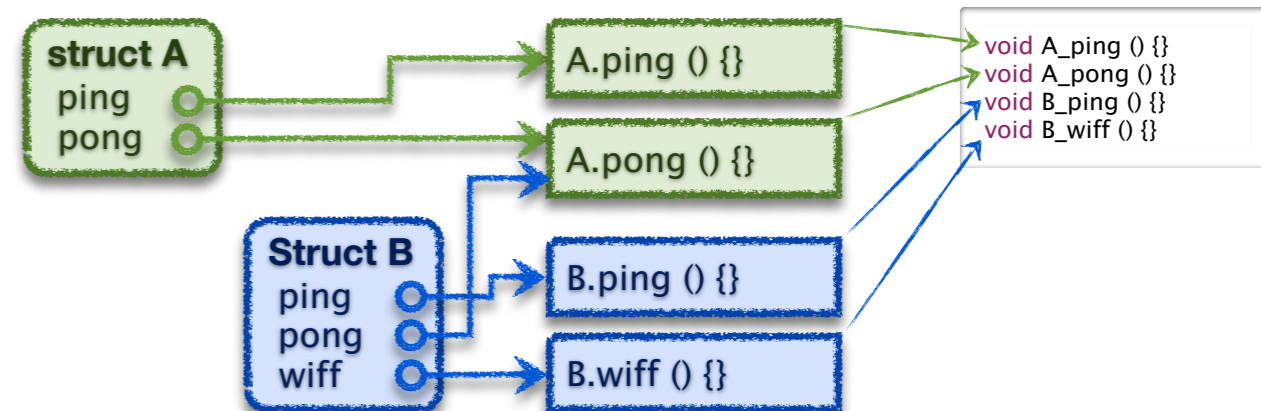 struct A
ping
pong
A.ping () {}
A.pong () {}
Struct B
ping
pong
wiff
B.ping () {}
B.wiff () {}
void A_ping () {}
void A_pong () {}
void B_ping () {}
void B_wiff () {}